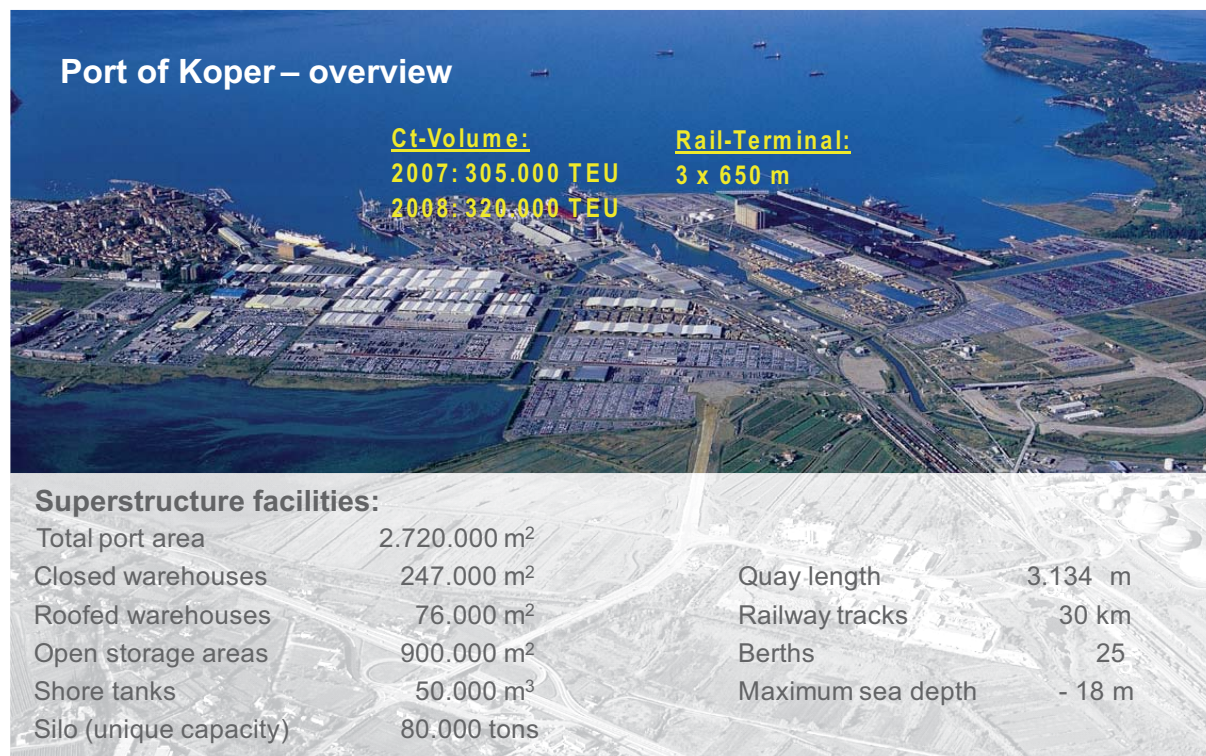 Port of Koper – overview
Ct-Volume:
2007: 305.000 TEU
2008: 320.000 TEU
Rail-Terminal:
3 x 650 m
Superstructure facilities:
Total port area 2.720.000 m²
Closed warehouses 247.000 m²
Roofed warehouses 76.000 m²
Open storage areas 900.000 m²
Shore tanks 50.000 m³
Silo (unique capacity) 80.000 tons
Quay length 3.134 m
Railway tracks 30 km
Berths 25
Maximum sea depth - 18 m